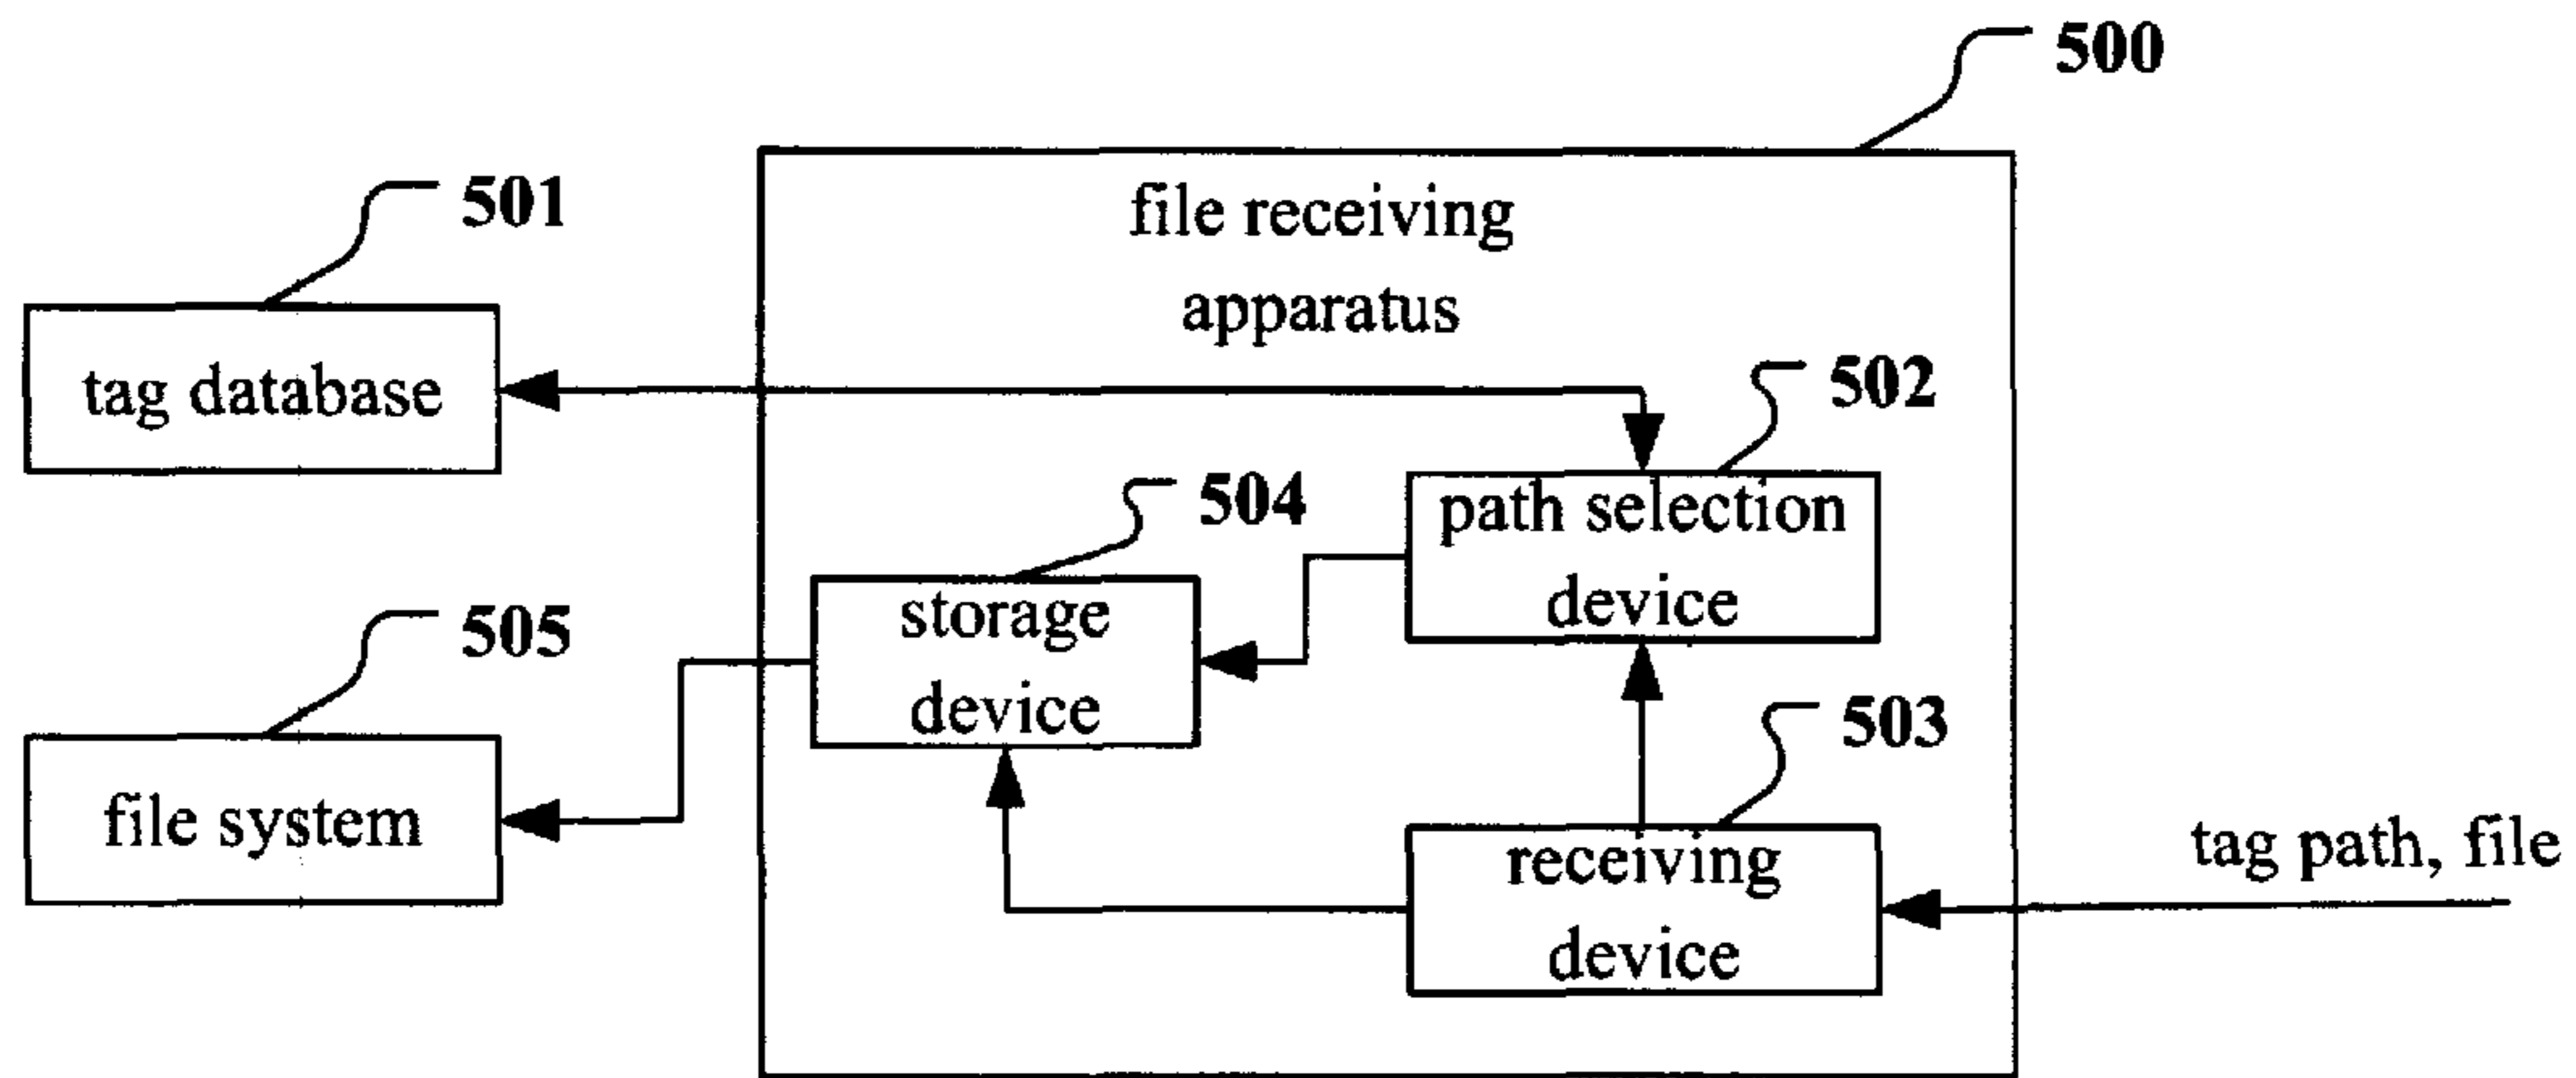 500
501
file receiving
apparatus
tag database
502
504
path selection
device
505
storage
device
503
file system
receiving
device
tag path, file